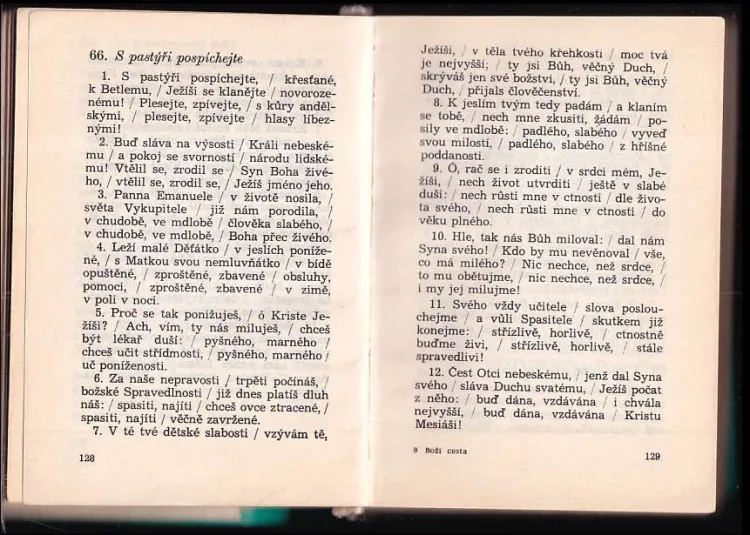 66. S pastýři pospíchejte
1. S pastýři pospíchejte, / křesťané,
k Betlemu, / Ježíši se klanějte / novoroze-
nému! / Plesejte, zpívejte, / s kůry anděl-
skými, / plesejte, zpívejte / hlasy líbez-
nými!
2. Buď sláva na výsosti / Králi nebeské-
mu / a pokoj se svorností / národu lidské-
mu! Vtělil se, zrodil se / Syn Boha živé-
ho, / vtělil se, zrodil se, / Ježíš jméno jeho.
3. Panna Emanuele / v životě nosila, /
světa Vykupitele / již nám porodila, /
v chudobě, ve mdlobě / člověka slabého, /
v chudobě, ve mdlobě, / Boha přec živého.
4. Leží malé Děťátko / v jeslích poníže-
né, / s Matkou svou nemluvňátko / v bídě
opuštěné, / zproštěné, zbavené / obsluhy,
pomoci, / zproštěné, zbavené / v zimě,
v poli v noci.
5. Proč se tak ponižuješ, / ó Kriste Je-
žíši? / Ach, vím, ty nás miluješ, / chceš
být lékař duší: / pyšného, marného /
chceš učit střídmosti, / pyšného, marného /
uč poníženosti.
6. Za naše nepravosti / trpěti počínáš, /
božské Spravedlnosti / již dnes platíš dluh
náš: / spasiti, najíti / chceš ovce ztracené, /
spasiti, najíti / věčně zavržené.
7. V té tvé dětské slabosti / vzývám tě,
128
Ježíši, / v těla tvého křehkosti / moc tvá
je nejvyšší; / ty jsi Bůh, věčný Duch, /
skrýváš jen své božství, / ty jsi Bůh, věčný
Duch, / přijals člověčenství.
8. K jeslím tvým tedy padám / a klaním
se tobě, / nech mne zkusiti, žádám / po-
sily ve mdlobě: / padlého, slabého / vyveď
svou milostí, / padlého, slabého / z hříšné
poddanosti.
9. Ó, rač se i zroditi / v srdci mém, Je-
žíši, / nech život utvrditi / ještě v slabé
duši: / nech růsti mne v ctnosti / dle živo-
ta svého, / nech růsti mne v ctnosti / do
věku plného.
10. Hle, tak nás Bůh miloval: / dal nám
Syna svého! / Kdo by mu nevěnoval / vše,
co má milého? / Nic nechce, než srdce, /
to mu obětujme, / nic nechce, než srdce, /
i my jej milujme!
11. Svého vždy učitele / slova poslou-
chejme / a vůli Spasitele / skutkem již
konejme: / střízlivě, horlivě, / ctnostně
buďme živi, / střízlivě, horlivě, / stále
spravedliví!
12. Čest Otci nebeskému, / jenž dal Syna
svého / sláva Duchu svatému, / Ježíš počat
z něho: / buď dána, vzdávána / i chvála
nejvyšší, / buď dána, vzdávána / Kristu
Mesiáši!
9 Boží cesta
129